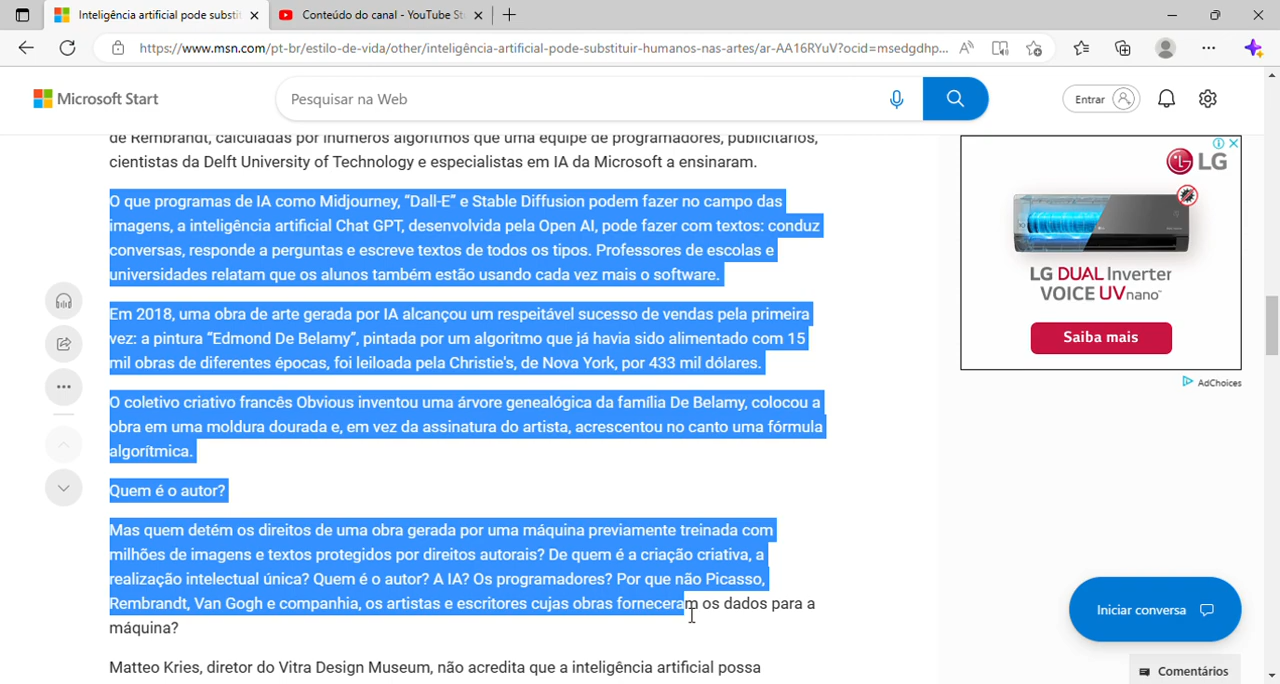 Inteligência artificial pode substit
Conteúdo do canal - YouTube St
https://www.msn.com/pt-br/estilo-de-vida/other/inteligência-artificial-pode-substituir-humanos-nas-artes/ar-AA16RYuV?ocid=msedgdhp...
Microsoft Start
Pesquisar na Web
Entrar
de Rembrandt, calculadas por inúmeros algoritmos que uma equipe de programadores, publicitários,
cientistas da Delft University of Technology e especialistas em IA da Microsoft a ensinaram.
O que programas de IA como Midjourney, “Dall-E” e Stable Diffusion podem fazer no campo das
imagens, a inteligência artificial Chat GPT, desenvolvida pela Open AI, pode fazer com textos: conduz
conversas, responde a perguntas e escreve textos de todos os tipos. Professores de escolas e
universidades relatam que os alunos também estão usando cada vez mais o software.
Em 2018, uma obra de arte gerada por IA alcançou um respeitável sucesso de vendas pela primeira
vez: a pintura “Edmond De Belamy”, pintada por um algoritmo que já havia sido alimentado com 15
mil obras de diferentes épocas, foi leiloada pela Christie's, de Nova York, por 433 mil dólares.
O coletivo criativo francês Obvious inventou uma árvore genealógica da família De Belamy, colocou a
obra em uma moldura dourada e, em vez da assinatura do artista, acrescentou no canto uma fórmula
algorítmica.
Quem é o autor?
Mas quem detém os direitos de uma obra gerada por uma máquina previamente treinada com
milhões de imagens e textos protegidos por direitos autorais? De quem é a criação criativa, a
realização intelectual única? Quem é o autor? A IA? Os programadores? Por que não Picasso,
Rembrandt, Van Gogh e companhia, os artistas e escritores cujas obras forneceram os dados para a
máquina?
Matteo Kries, diretor do Vitra Design Museum, não acredita que a inteligência artificial possa
LG
LG DUAL Inverter
VOICE UVnano™
Saiba mais
AdChoices
Iniciar conversa
Comentários